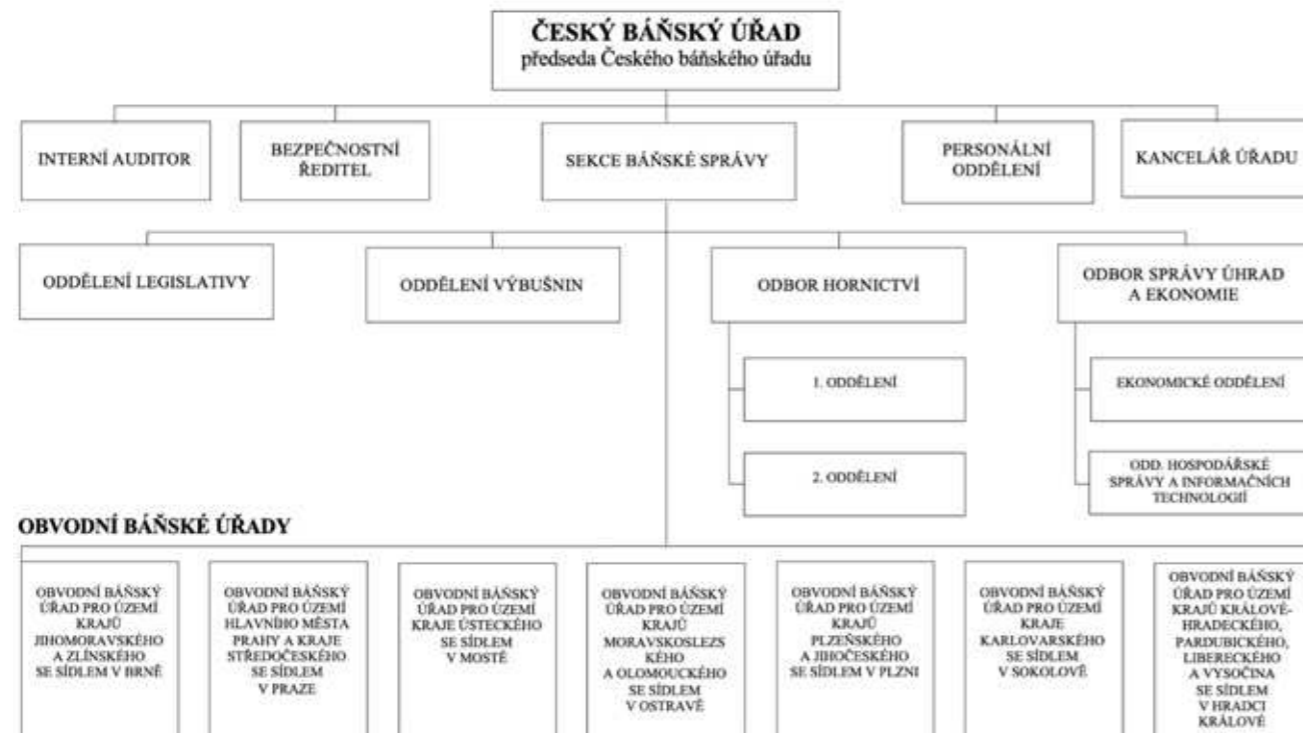 ČESKÝ BÁŇSKÝ ÚŘAD
předseda Českého báňského úřadu
INTERNÍ AUDITOR
BEZPEČNOSTNÍ
ŘEDITEL
SEKCE BÁŇSKÉ SPRÁVY
PERSONÁLNÍ
ODDĚLENÍ
KANCELÁŘ ÚŘADU
ODDĚLENÍ LEGISLATIVY
ODDĚLENÍ VÝBUŠNIN
ODBOR HORNICTVÍ
ODBOR SPRÁVY ÚHRAD
A EKONOMIE
1. ODDĚLENÍ
EKONOMICKÉ ODDĚLENÍ
2. ODDĚLENÍ
ODD. HOSPODÁŘSKÉ
SPRÁVY A INFORMAČNÍCH
TECHNOLOGIÍ
OBVODNÍ BÁŇSKÉ ÚŘADY
OBVODNÍ BÁŇSKÝ
ÚŘAD PRO ÚZEMÍ
KRAJŮ
JIHOMORAVSKÉHO
A ZLÍNSKÉHO
SE SÍDLEM V BRNĚ
OBVODNÍ BÁŇSKÝ
ÚŘAD PRO ÚZEMÍ
HLAVNÍHO MĚSTA
PRAHY A KRAJE
STŘEDOČESKÉHO
SE SÍDLEM
V PRAZE
OBVODNÍ BÁŇSKÝ
ÚŘAD PRO ÚZEMÍ
KRAJE ÚSTECKÉHO
SE SÍDLEM
V MOSTĚ
OBVODNÍ BÁŇSKÝ
ÚŘAD PRO ÚZEMÍ
KRAJŮ
MORAVSKOSLEZS
KÉHO
A OLOMOUCKÉHO
SE SÍDLEM
V OSTRAVĚ
OBVODNÍ BÁŇSKÝ
ÚŘAD PRO ÚZEMÍ
KRAJŮ
PLZEŇSKÉHO
A JIHOČESKÉHO
SE SÍDLEM V PLZNI
OBVODNÍ BÁŇSKÝ
ÚŘAD PRO ÚZEMÍ
KRAJE
KARLOVARSKÉHO
SE SÍDLEM
V SOKOLOVĚ
OBVODNÍ BÁŇSKÝ
ÚŘAD PRO ÚZEMÍ
KRAJŮ KRÁLOVÉ-
HRADECKÉHO,
PARDUBICKÉHO,
LIBERECKÉHO
A VYSOČINA
SE SÍDLEM
V HRADCI
KRÁLOVÉ